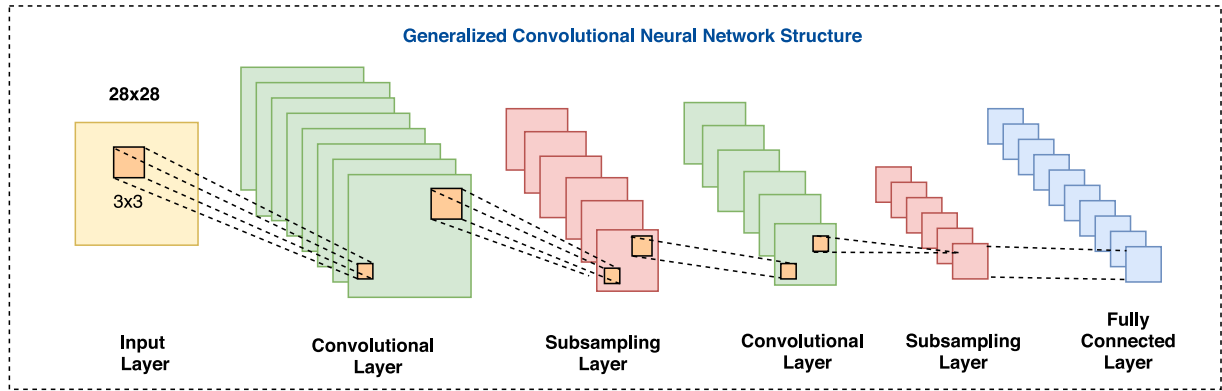 Generalized Convolutional Neural Network Structure
28x28
3x3
Input
Layer
Convolutional
Layer
Subsampling
Layer
Convolutional
Layer
Subsampling
Layer
Fully
Connected
Layer